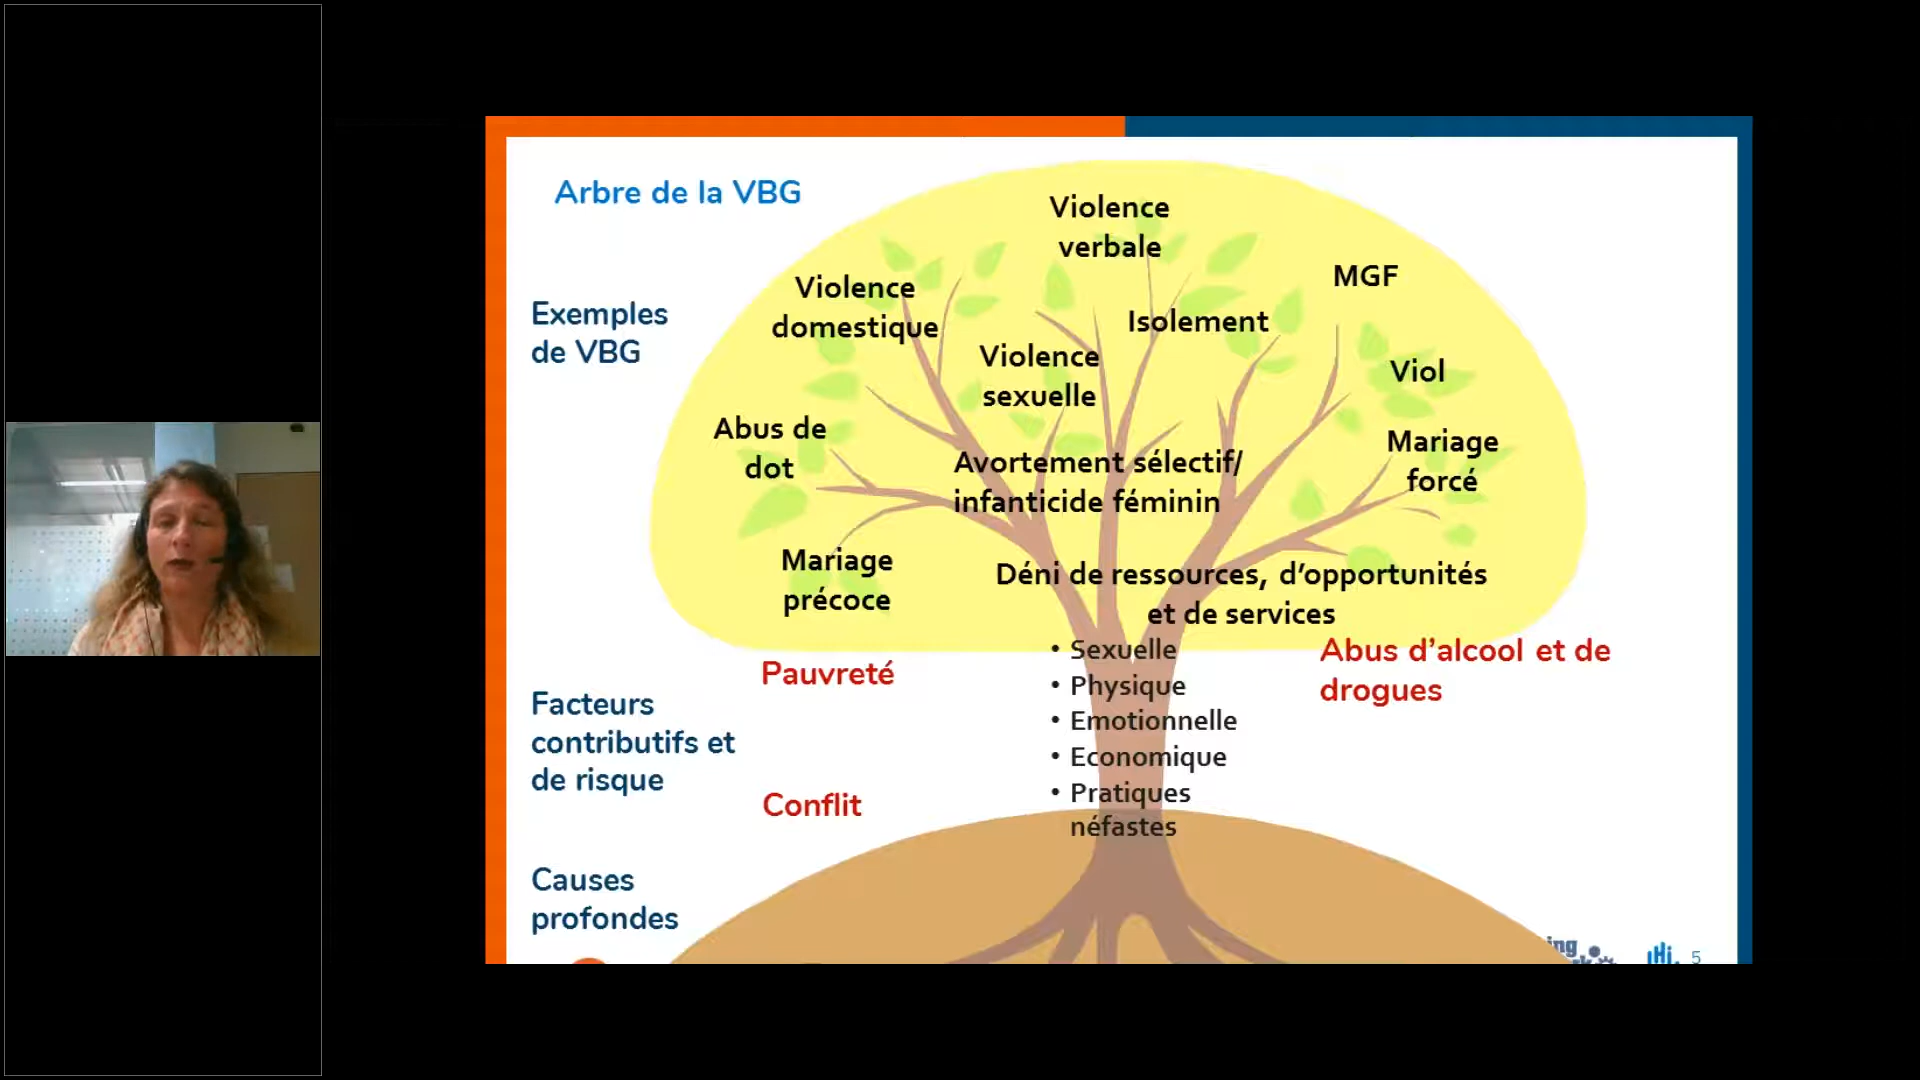 Arbre de la VBG
Violence
verbale
MGF
Violence
domestique
Exemples
de VBG
Isolement
Violence
sexuelle
Viol
Abus de
dot
Mariage
forcé
Avortement sélectif/
infanticide féminin
Mariage
précoce
Déni de ressources, d’opportunités
et de services
• Sexuelle
• Physique
• Emotionnelle
• Economique
• Pratiques
néfastes
Abus d’alcool et de
drogues
Pauvreté
Facteurs
contributifs et
de risque
Conflit
Causes
profondes
ing
5